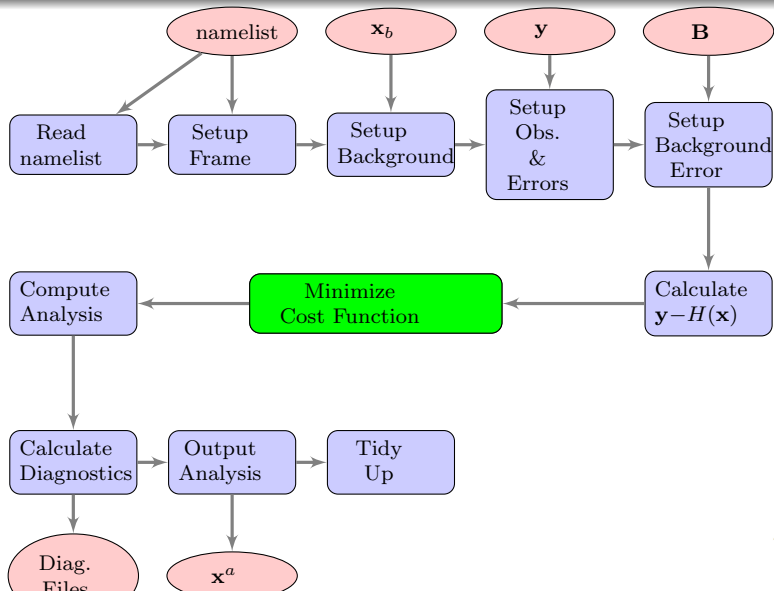 namelist
x_b
y
B
Read
namelist
Setup
Frame
Setup
Background
Setup
Obs.
&
Errors
Setup
Background
Error
Compute
Analysis
Minimize
Cost Function
Calculate
y−H(x)
Calculate
Diagnostics
Output
Analysis
Tidy
Up
Diag.
Files
x^a